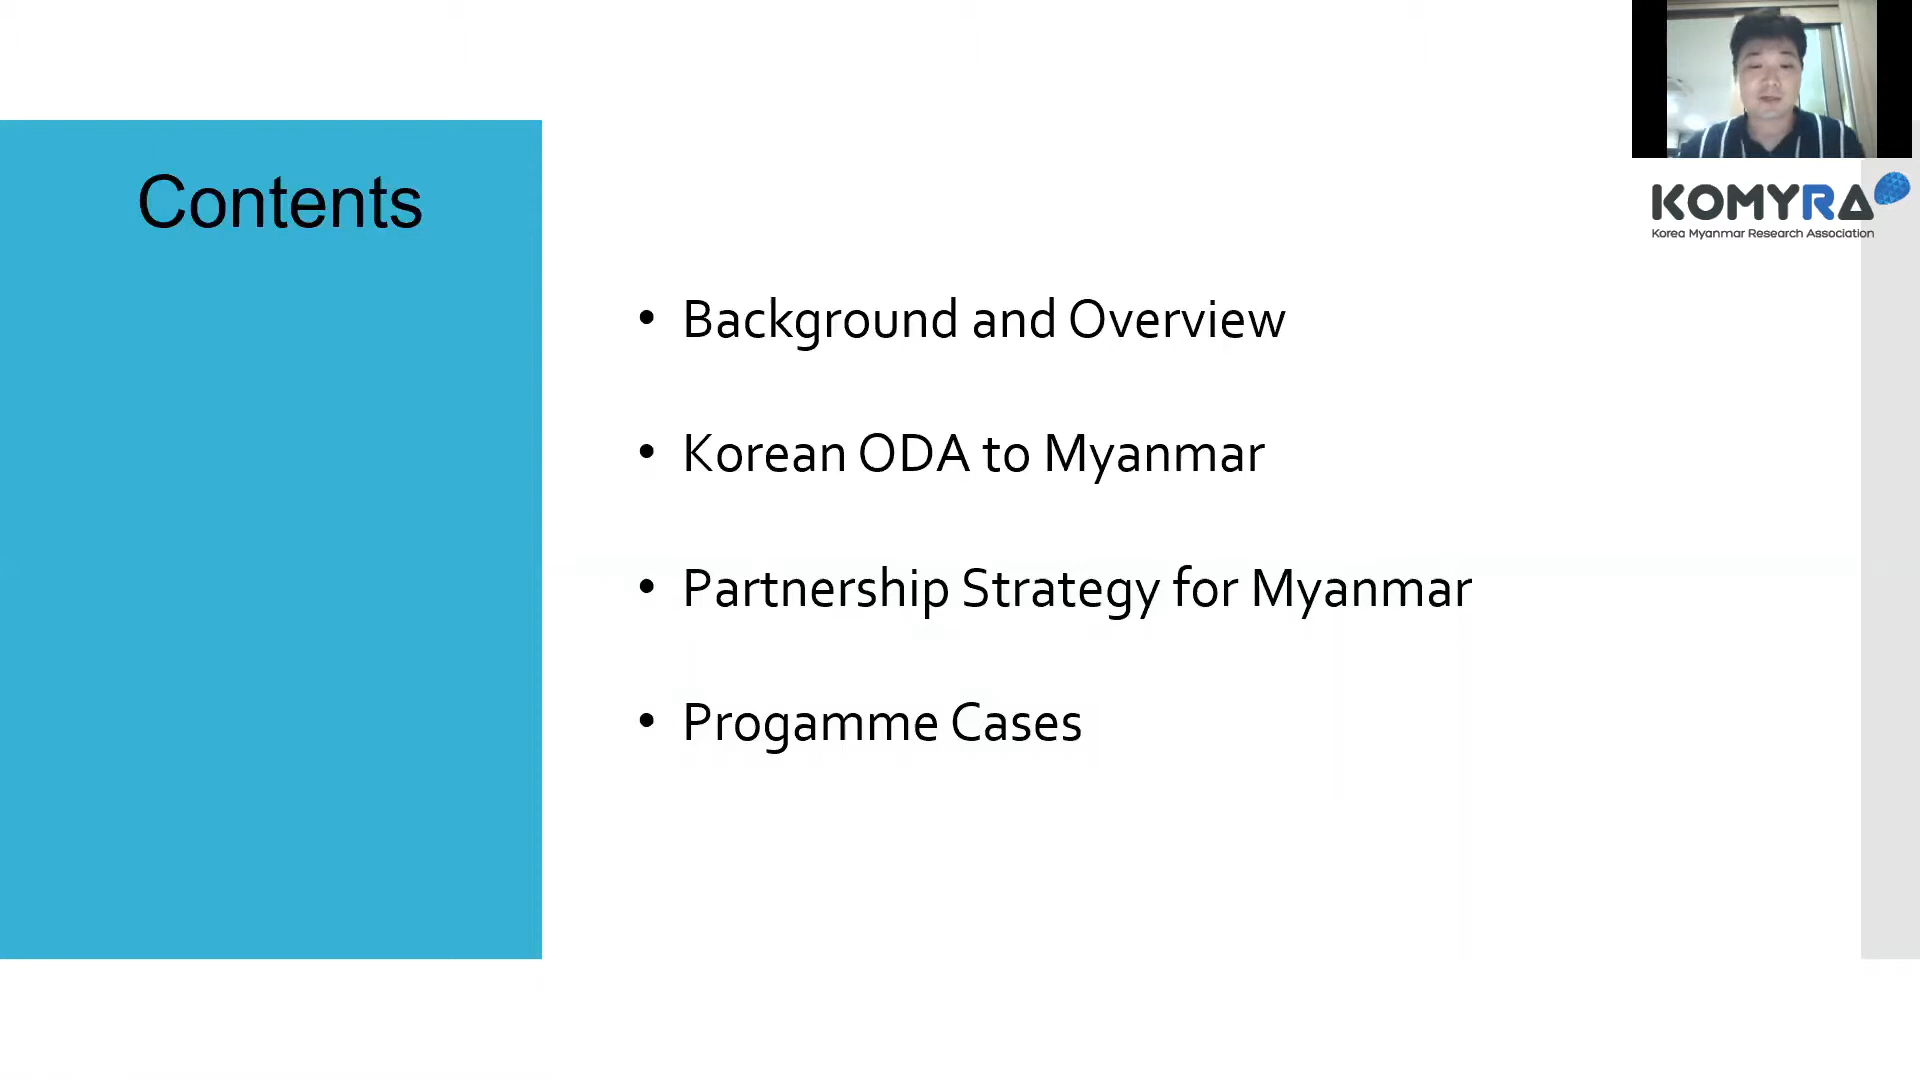 Contents
KOMYRA
Korea Myanmar Research Association
• Background and Overview
• Korean ODA to Myanmar
• Partnership Strategy for Myanmar
• Progamme Cases